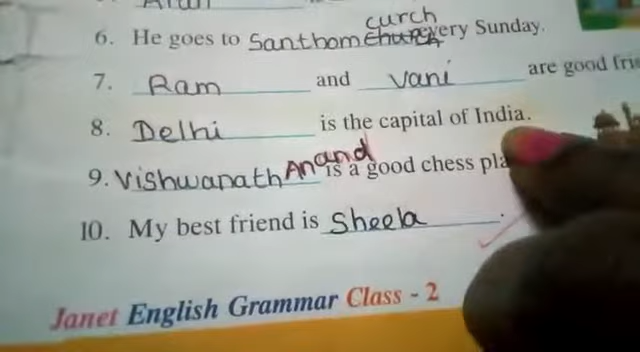 curch
6. He goes to Santhom church every Sunday.
7. Ram and vani are good
8. Delhi is the capital of India.
9. Vishwanath Anand is a good chess
10. My best friend is Sheela.
Janet English Grammar Class - 2